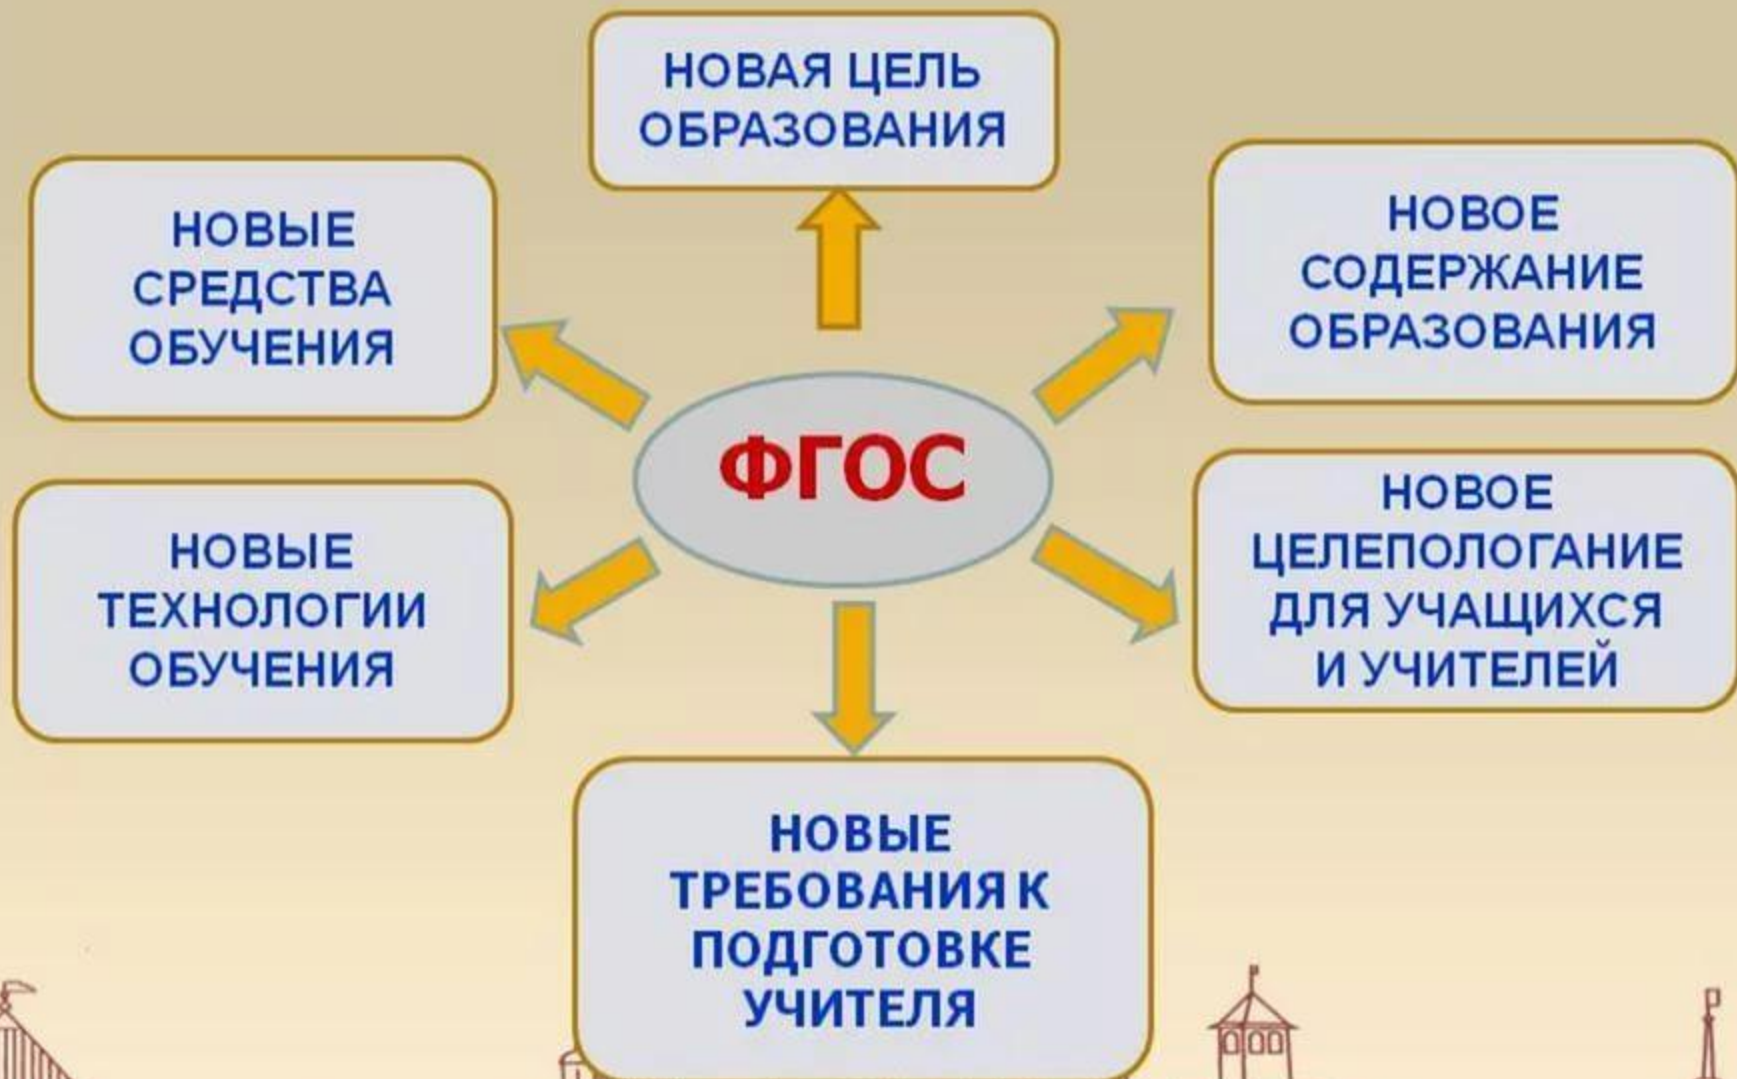 НОВАЯ ЦЕЛЬ
ОБРАЗОВАНИЯ
НОВЫЕ
СРЕДСТВА
ОБУЧЕНИЯ
НОВОЕ
СОДЕРЖАНИЕ
ОБРАЗОВАНИЯ
ФГОС
НОВЫЕ
ТЕХНОЛОГИИ
ОБУЧЕНИЯ
НОВОЕ
ЦЕЛЕПОЛОГАНИЕ
ДЛЯ УЧАЩИХСЯ
И УЧИТЕЛЕЙ
НОВЫЕ
ТРЕБОВАНИЯ К
ПОДГОТОВКЕ
УЧИТЕЛЯ